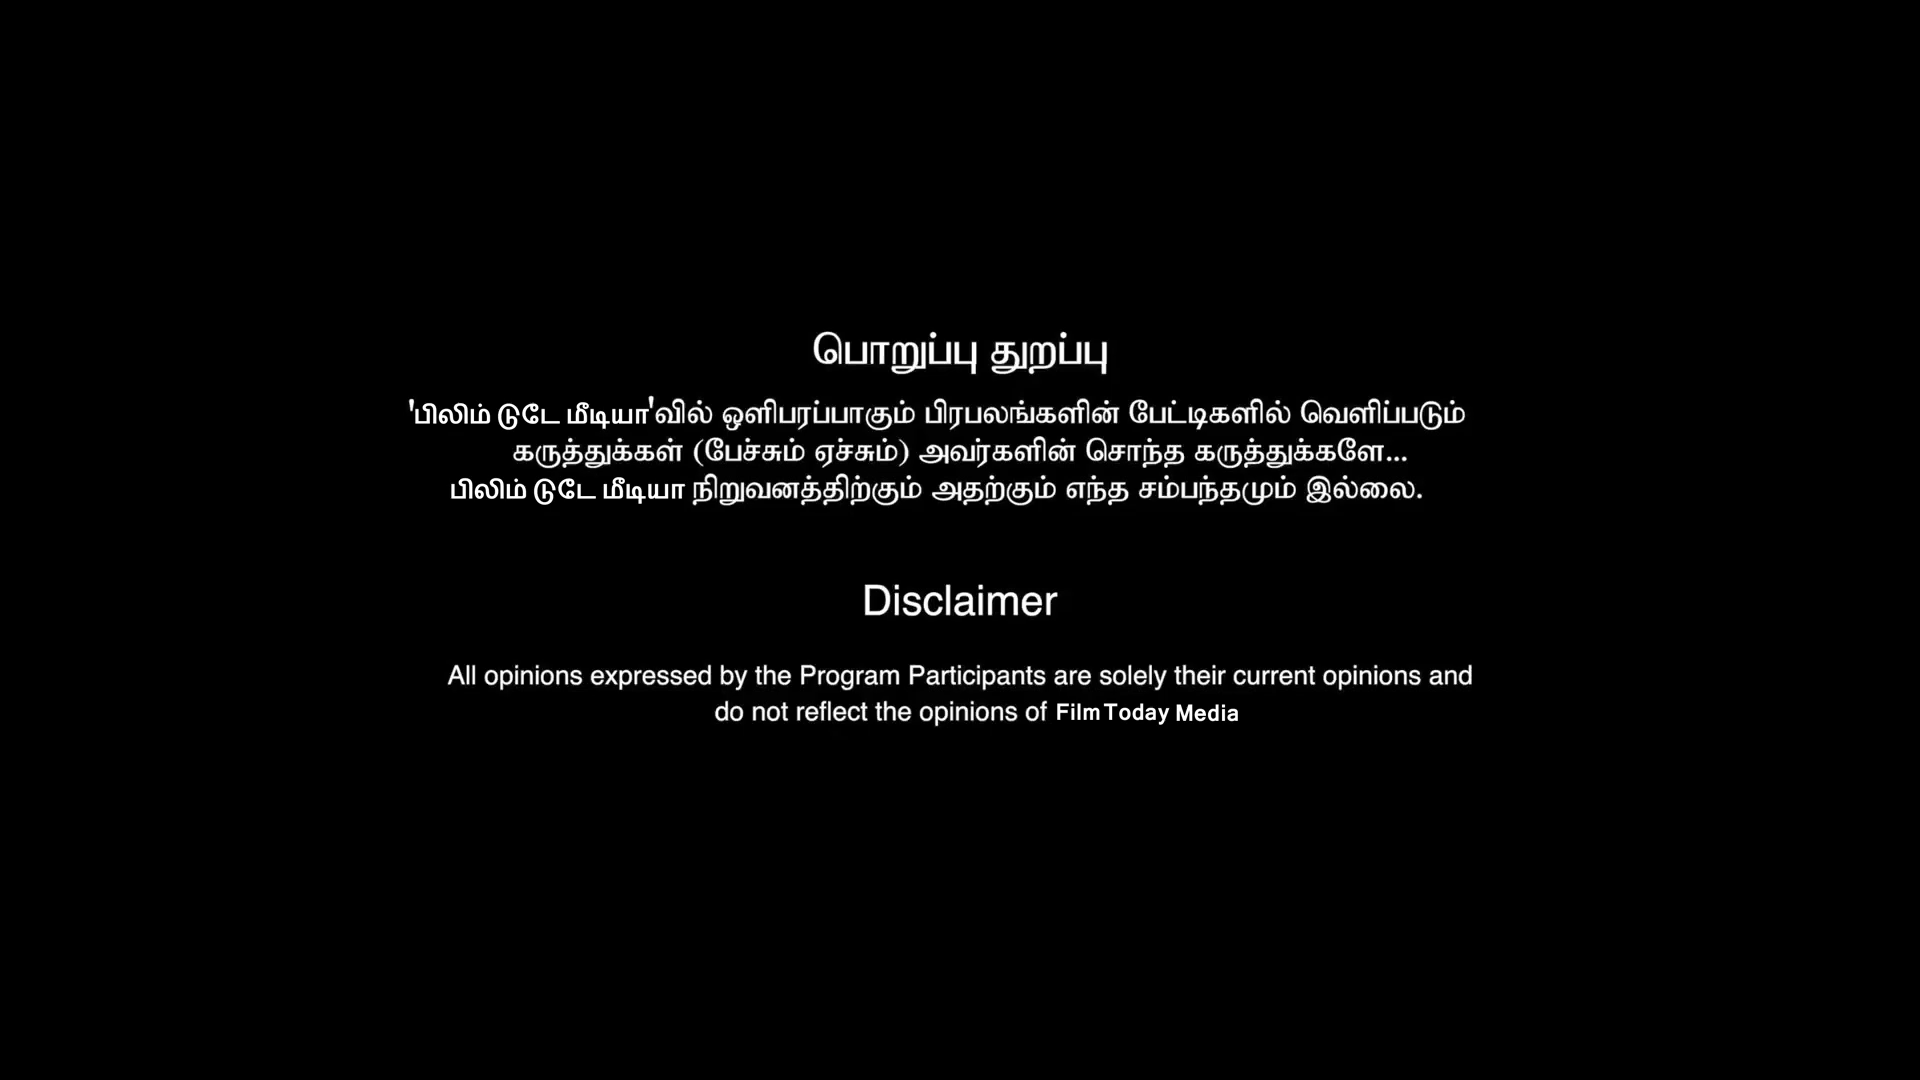 பொறுப்பு துறப்பு
'பிலிம் டுடே மீடியா'வில் ஒளிபரப்பாகும் பிரபலங்களின் பேட்டிகளில் வெளிப்படும்
கருத்துக்கள் (பேச்சும் ஏச்சும்) அவர்களின் சொந்த கருத்துக்களே...
பிலிம் டுடே மீடியா நிறுவனத்திற்கும் அதற்கும் எந்த சம்பந்தமும் இல்லை.
Disclaimer
All opinions expressed by the Program Participants are solely their current opinions and
do not reflect the opinions of Film Today Media